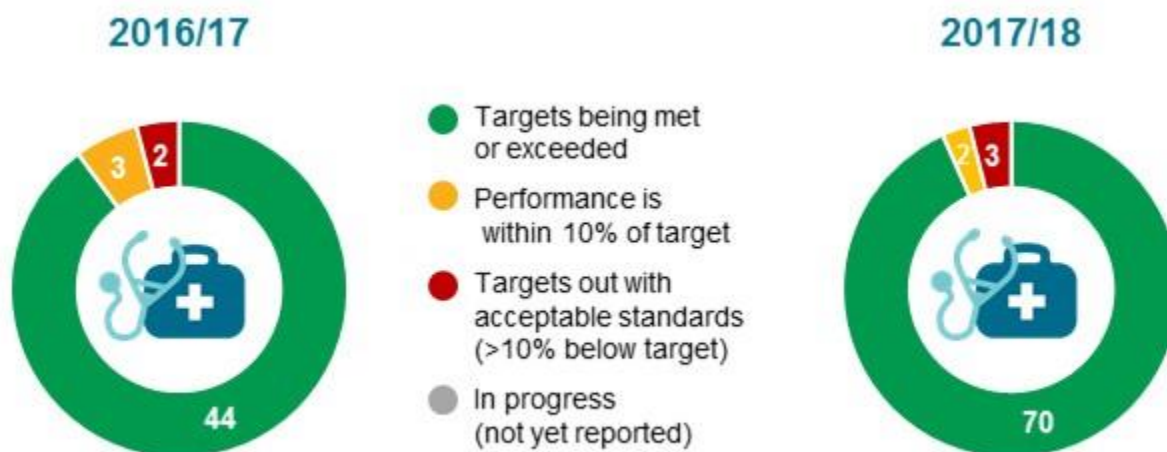 2016/17
3
2
44
Targets being met
or exceeded
Performance is
within 10% of target
Targets out with
acceptable standards
(>10% below target)
In progress
(not yet reported)
2017/18
2
3
70